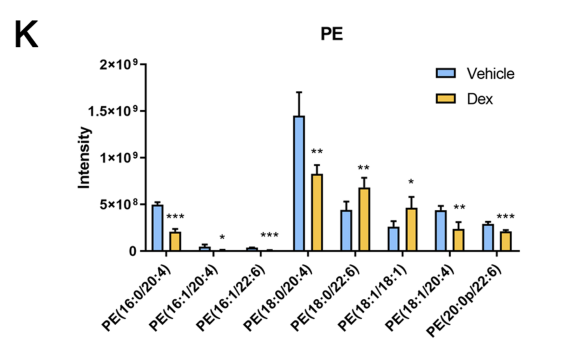 K
PE
2×10⁹
1.5×10⁹
1×10⁹
5×10⁸
0
Intensity
Vehicle
Dex
***
*
***
**
**
*
**
***
PE(16:0/20:4)
PE(16:1/20:4)
PE(16:1/22:6)
PE(18:0/20:4)
PE(18:0/22:6)
PE(18:1/18:1)
PE(18:1/20:4)
PE(20:0p/22:6)